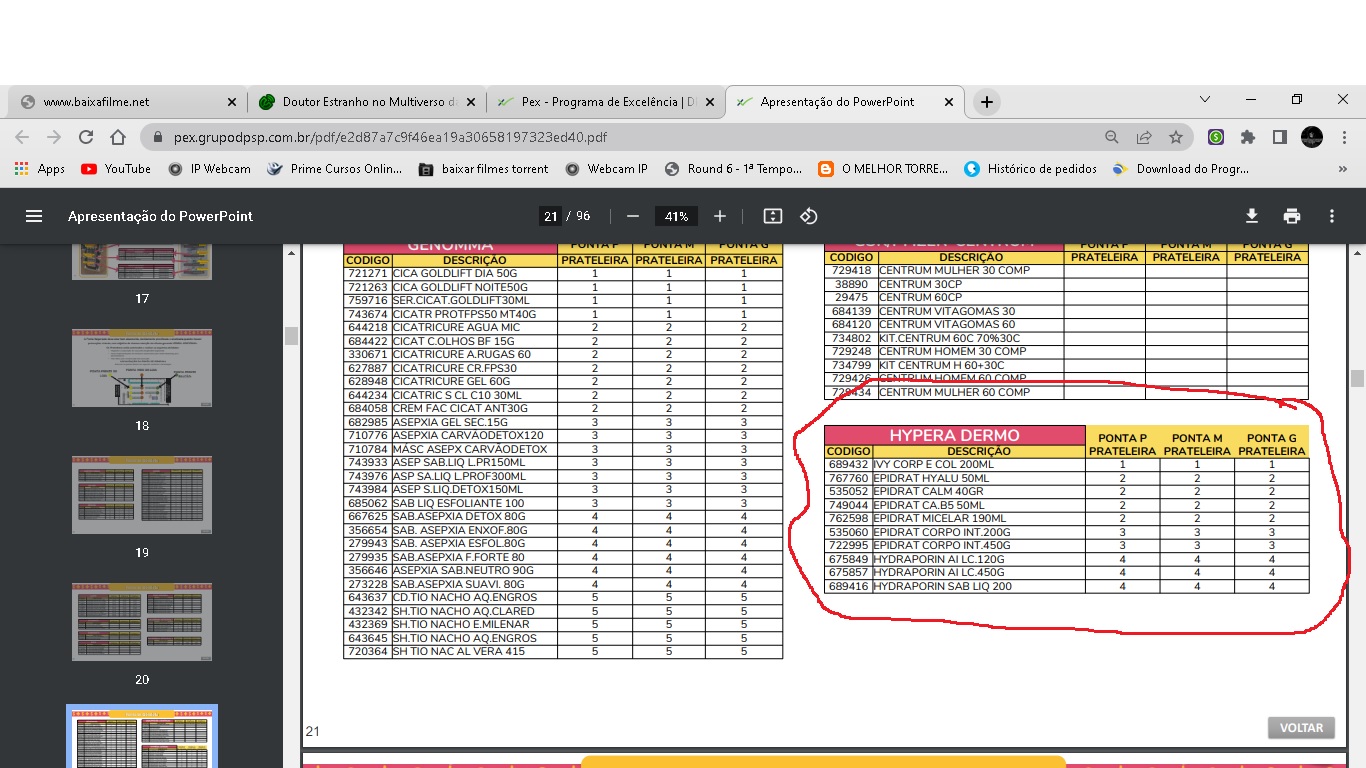 www.baixafilme.net
Doutor Estranho no Multiverso d
Pex - Programa de Excelência | D
Apresentação do PowerPoint
pex.grupodpsp.com.br/pdf/e2d87a7c9f46ea19a30658197323ed40.pdf
Apps
YouTube
IP Webcam
Prime Cursos Onlin...
baixar filmes torrent
Webcam IP
Round 6 - 1ª Tempo...
O MELHOR TORRE...
Histórico de pedidos
Download do Progr...
»
Apresentação do PowerPoint
21 / 96
41%
17
18
19
20
GENOMMA PONTA P PONTA M PONTA G
CODIGO DESCRIÇÃO PRATELEIRA PRATELEIRA PRATELEIRA
721271 CICA GOLDLIFT DIA 50G 1 1 1
721263 CICA GOLDLIFT NOITE50G 1 1 1
759716 SER.CICAT.GOLDLIFT30ML 1 1 1
743674 CICATR PROTFPS50 MT40G 1 1 1
644218 CICATRICURE AGUA MIC 2 2 2
684422 CICAT C.OLHOS BF 15G 2 2 2
330671 CICATRICURE A.RUGAS 60 2 2 2
627887 CICATRICURE CR.FPS30 2 2 2
628948 CICATRICURE GEL 60G 2 2 2
644234 CICATRIC S CL C10 30ML 2 2 2
684058 CREM FAC CICAT ANT30G 2 2 2
682985 ASEPXIA GEL SEC.15G 3 3 3
710776 ASEPXIA CARVAODETOX120 3 3 3
710784 MÁSC ASEPX CARVÃODETOX 3 3 3
743933 ASEP SAB.LIQ L.PR150ML 3 3 3
743976 ASP SA.LIQ L.PROF300ML 3 3 3
743984 ASEP S.LIQ.DETOX150ML 3 3 3
685062 SAB LIQ ESFOLIANTE 100 3 3 3
667625 SAB.ASEPXIA DETOX 80G 4 4 4
356654 SAB. ASEPXIA ENXOF.80G 4 4 4
279943 SAB. ASEPXIA ESFOL.80G 4 4 4
279935 SAB.ASEPXIA F.FORTE 80 4 4 4
356646 ASEPXIA SAB.NEUTRO 90G 4 4 4
273228 SAB.ASEPXIA SUAVI. 80G 4 4 4
643637 CD.TIO NACHO AQ.ENGROS 5 5 5
432342 SH.TIO NACHO AQ.CLARED 5 5 5
432369 SH.TIO NACHO E.MILENAR 5 5 5
643645 SH.TIO NACHO AQ.ENGROS 5 5 5
720364 SH TIO NAC AL VERA 415 5 5 5
PONTA P PONTA M PONTA G
CODIGO DESCRIÇÃO PRATELEIRA PRATELEIRA PRATELEIRA
729418 CENTRUM MULHER 30 COMP
38890 CENTRUM 30CP
29475 CENTRUM 60CP
684139 CENTRUM VITAGOMAS 30
684120 CENTRUM VITAGOMAS 60
734802 KIT.CENTRUM 60C 70%30C
729248 CENTRUM HOMEM 30 COMP
734799 KIT CENTRUM H 60+30C
729426 CENTRUM HOMEM 60 COMP
729434 CENTRUM MULHER 60 COMP
HYPERA DERMO PONTA P PONTA M PONTA G
CODIGO DESCRIÇÃO PRATELEIRA PRATELEIRA PRATELEIRA
689432 IVY CORP E COL 200ML 1 1 1
767760 EPIDRAT HYALU 50ML 2 2 2
535052 EPIDRAT CALM 40GR 2 2 2
749044 EPIDRAT CA.B5 50ML 2 2 2
762598 EPIDRAT MICELAR 190ML 2 2 2
535060 EPIDRAT CORPO INT.200G 3 3 3
722995 EPIDRAT CORPO INT.450G 3 3 3
675849 HYDRAPORIN AI LC.120G 4 4 4
675857 HYDRAPORIN AI LC.450G 4 4 4
689416 HYDRAPORIN SAB LIQ 200 4 4 4
21
VOLTAR